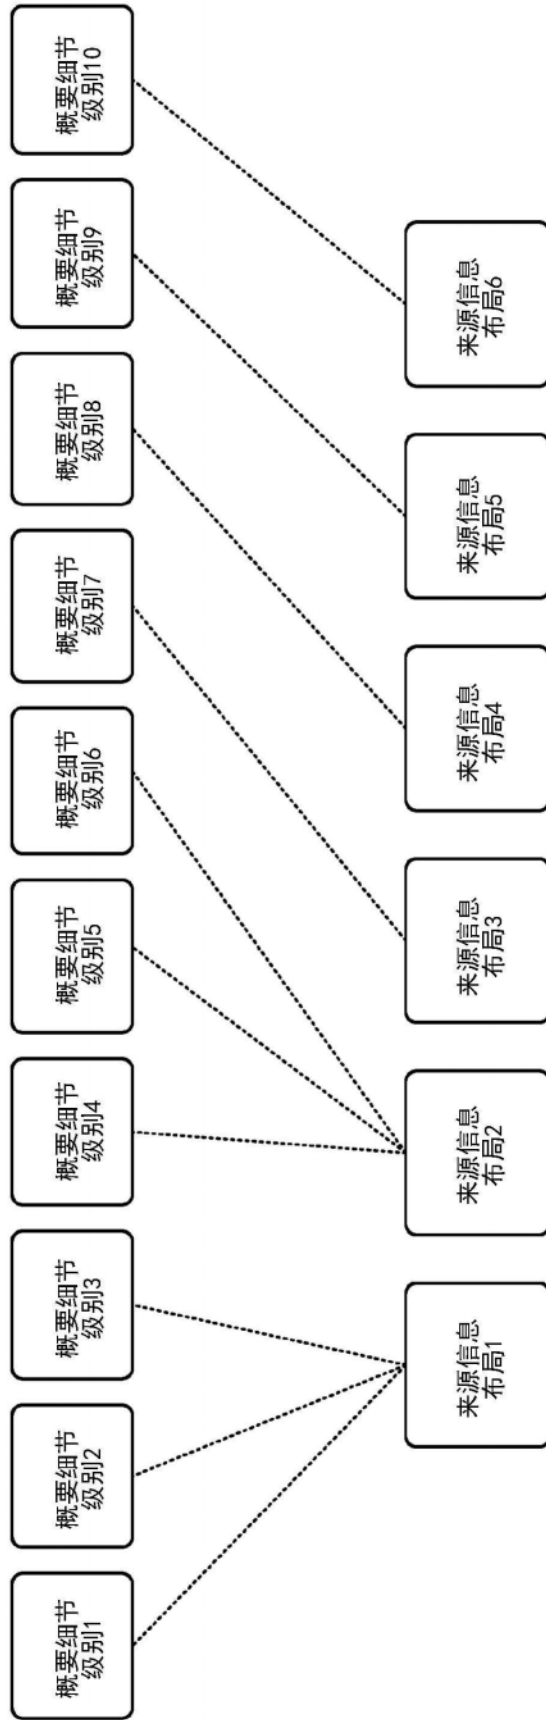 概要细节
级别1
概要细节
级别2
概要细节
级别3
概要细节
级别4
概要细节
级别5
概要细节
级别6
概要细节
级别7
概要细节
级别8
概要细节
级别9
概要细节
级别10
来源信息
布局1
来源信息
布局2
来源信息
布局3
来源信息
布局4
来源信息
布局5
来源信息
布局6